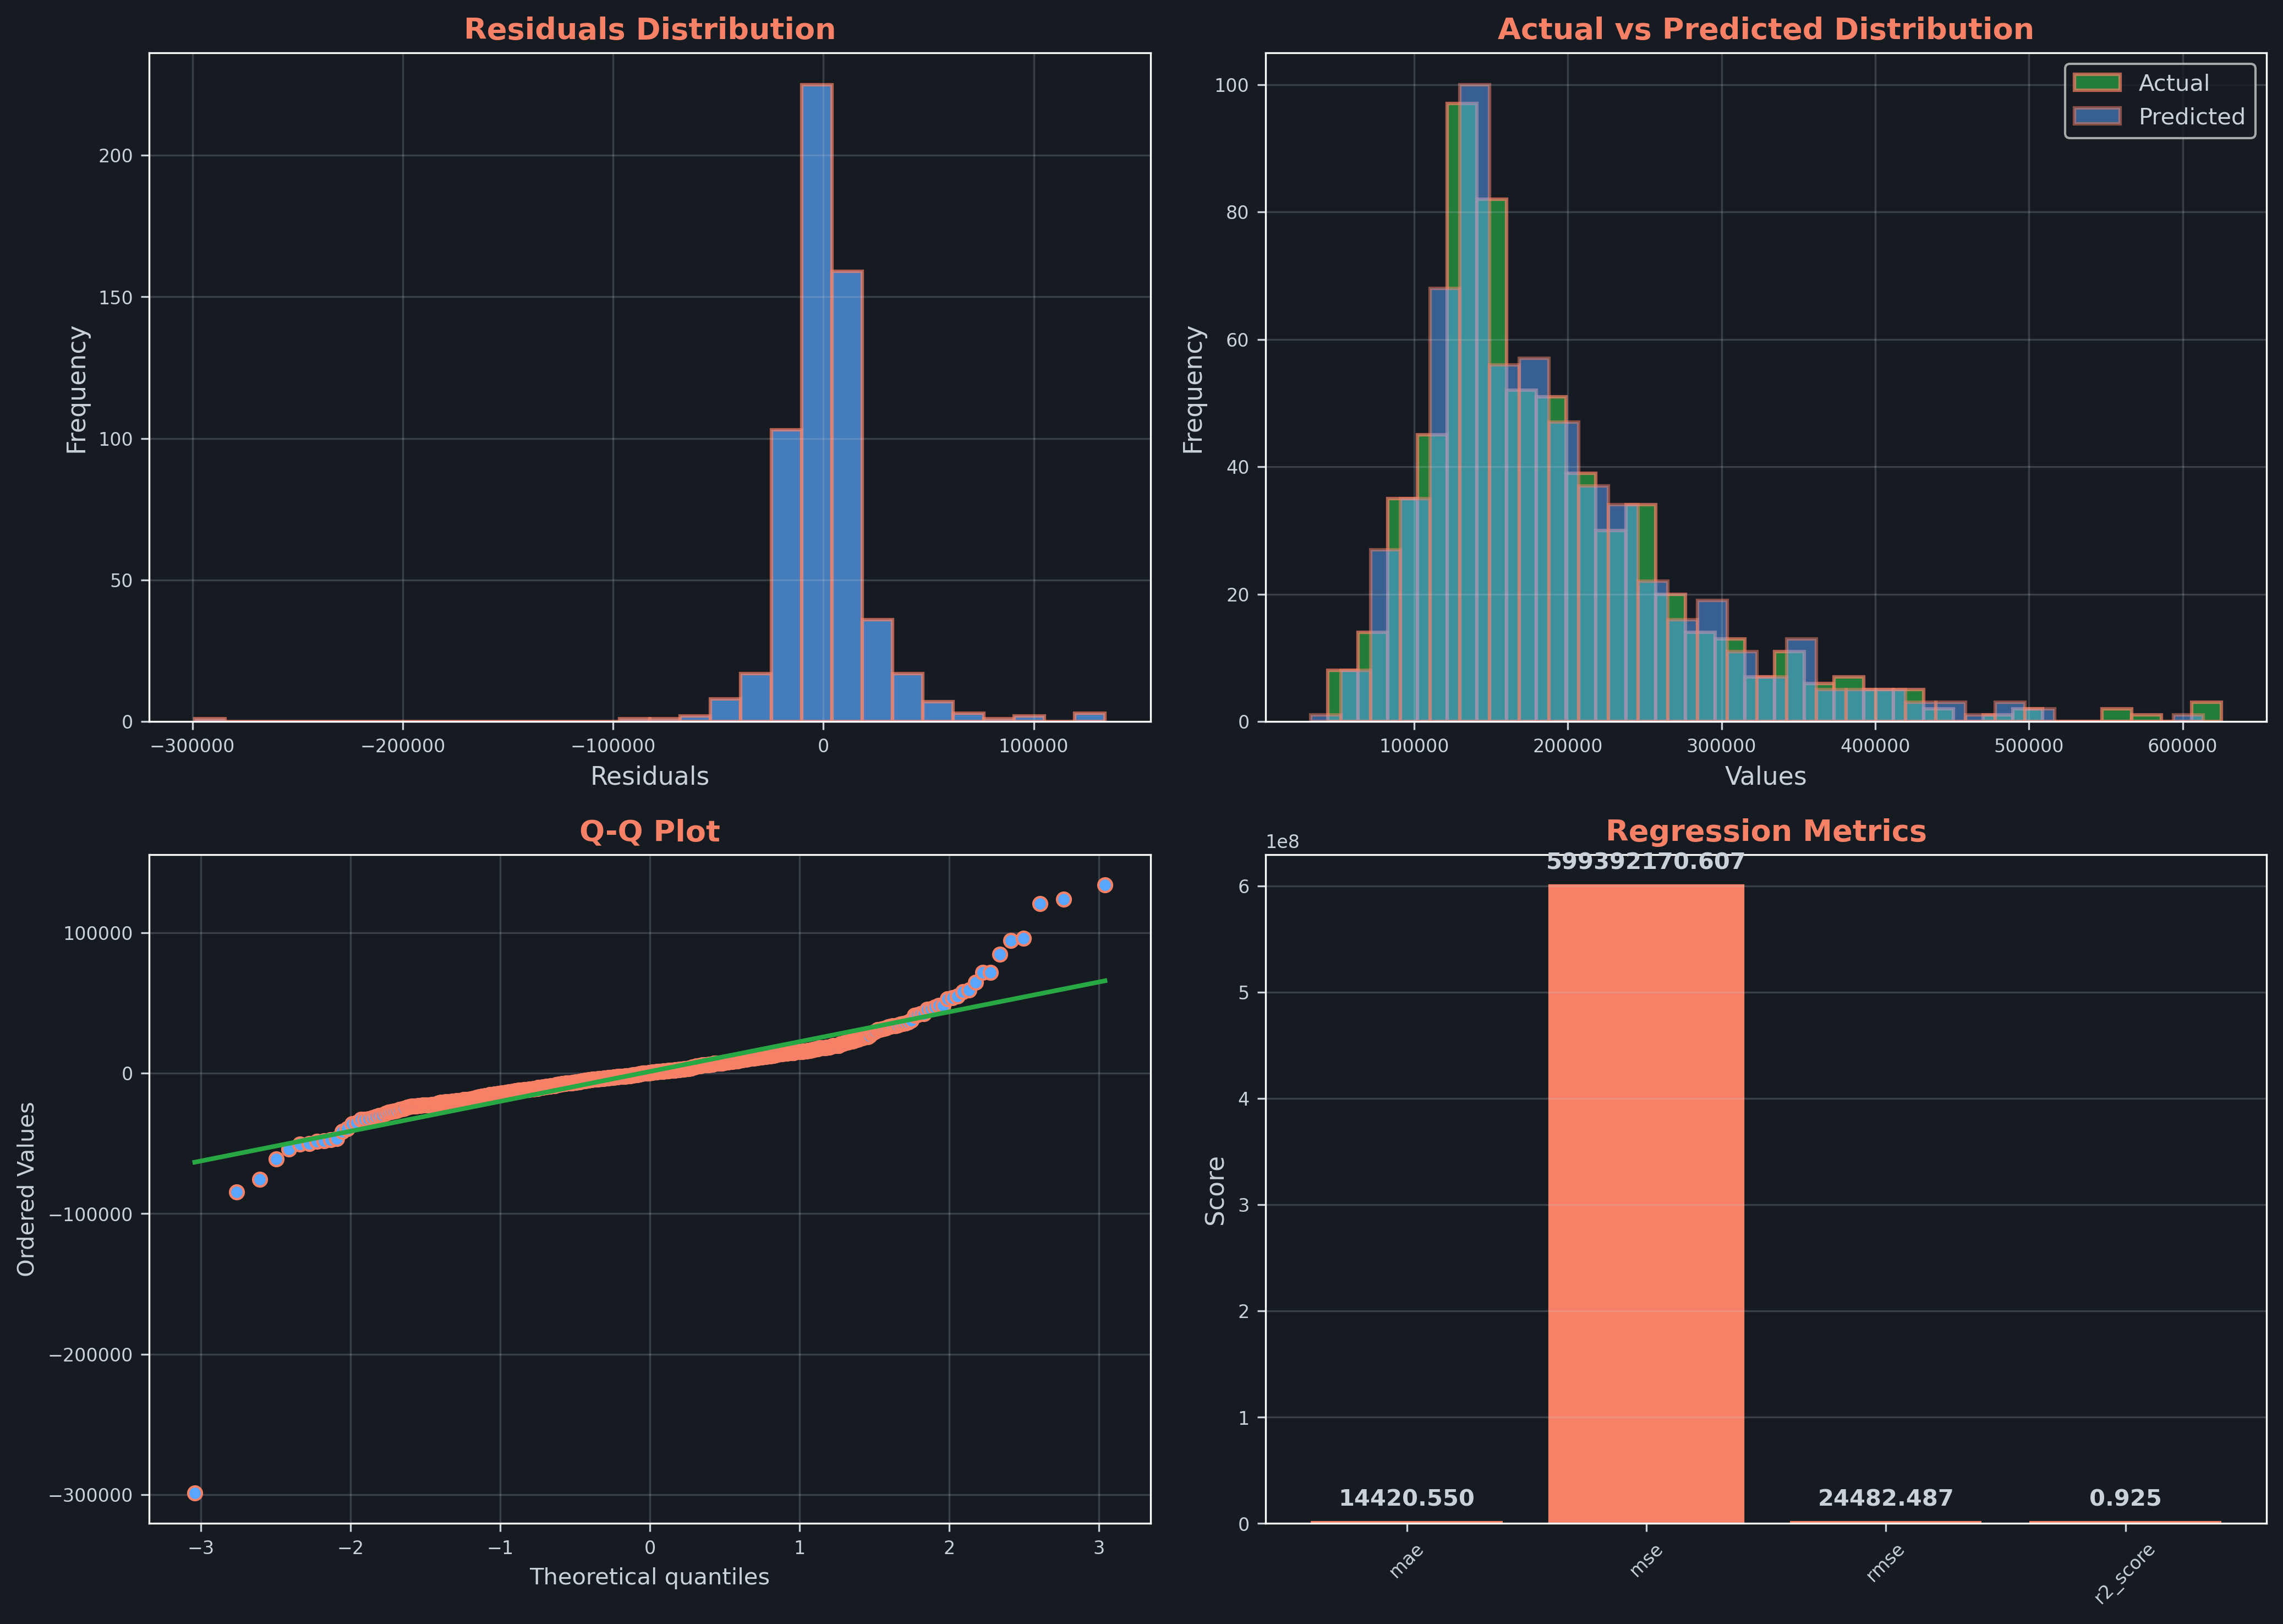 Residuals Distribution
Frequency
200
150
100
50
0
−300000 −200000 −100000 0 100000
Residuals
Actual vs Predicted Distribution
Actual
Predicted
Frequency
100
80
60
40
20
0
100000 200000 300000 400000 500000 600000
Values
Q-Q Plot
Ordered Values
100000
0
−100000
−200000
−300000
−3 −2 −1 0 1 2 3
Theoretical quantiles
Regression Metrics
1e8
Score
6
5
4
3
2
1
0
599392170.607
14420.550
24482.487
0.925
mae
mse
rmse
r2_score